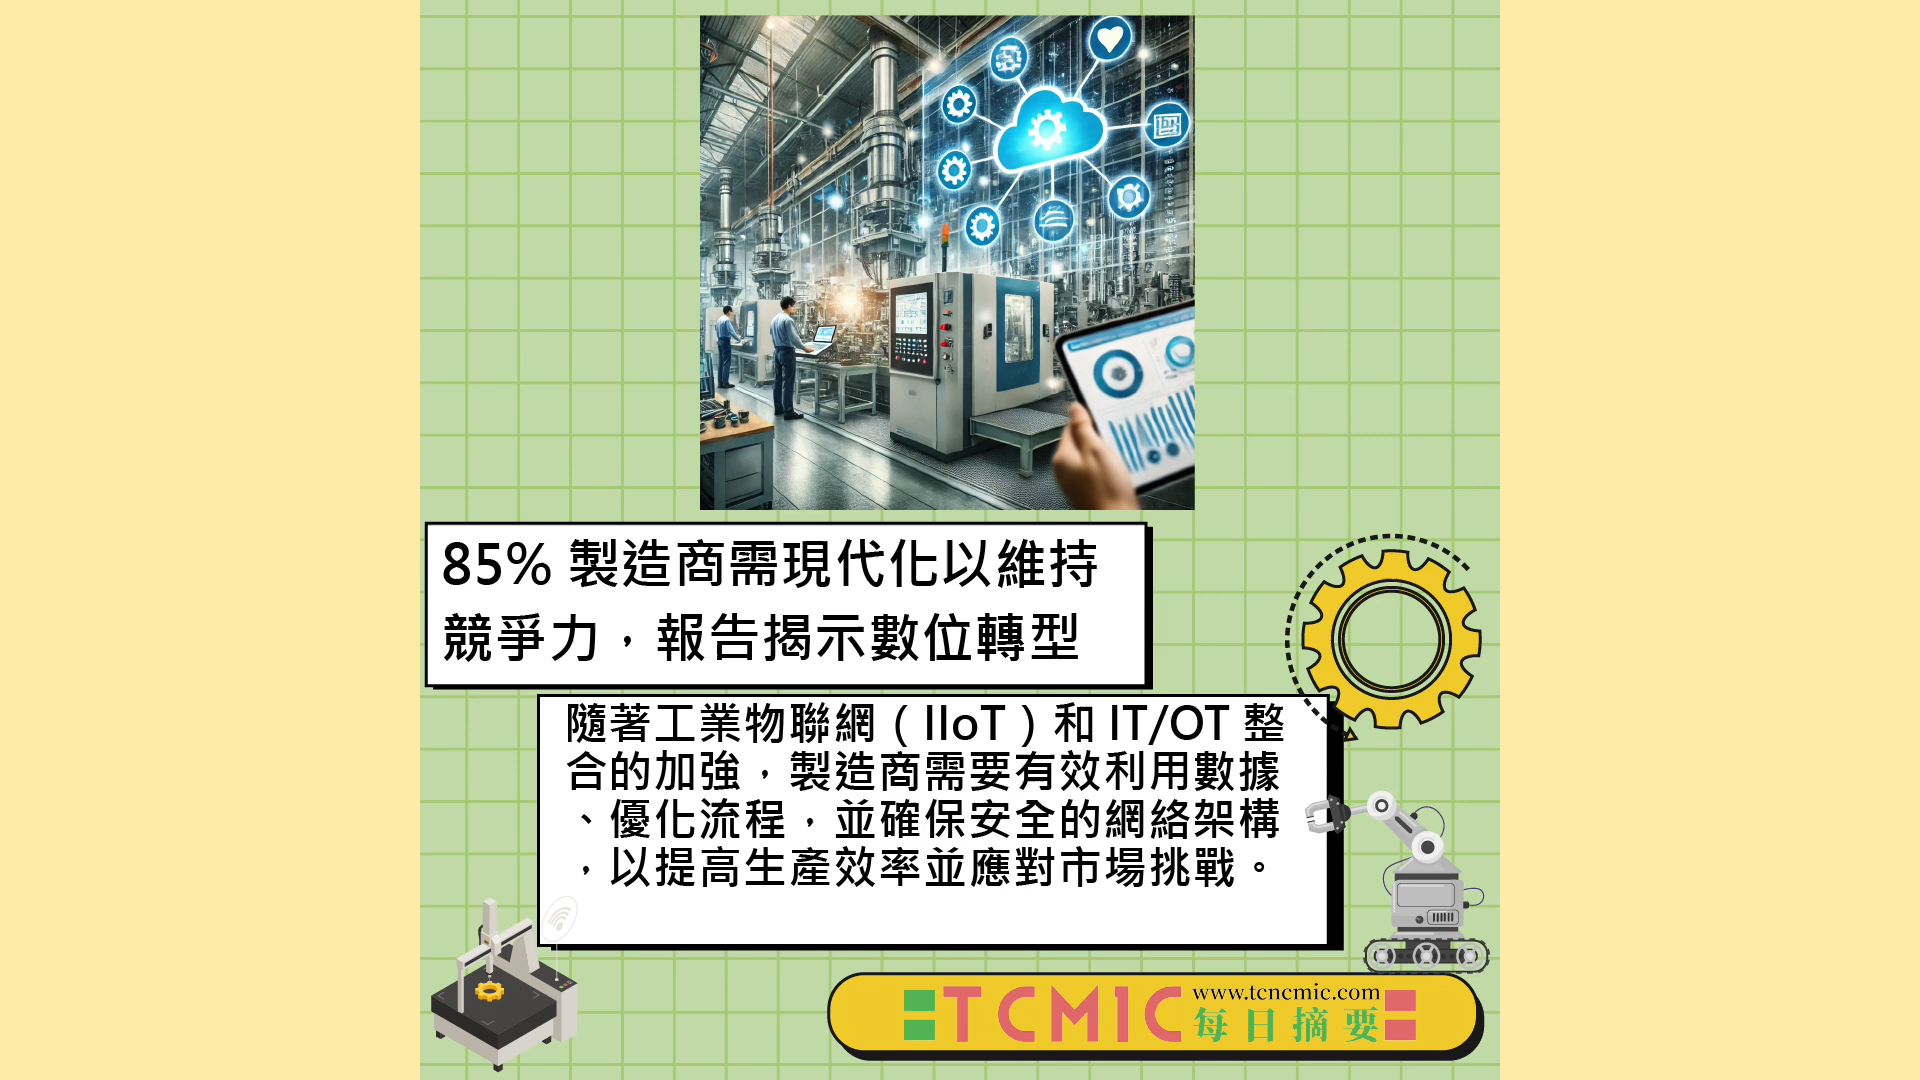 85% 製造商需現代化以維持
競爭力，報告揭示數位轉型
隨著工業物聯網（IIoT）和 IT/OT 整
合的加強，製造商需要有效利用數據
、優化流程，並確保安全的網絡架構
，以提高生產效率並應對市場挑戰。
TCM1C
www.tcncmic.com
每日摘要